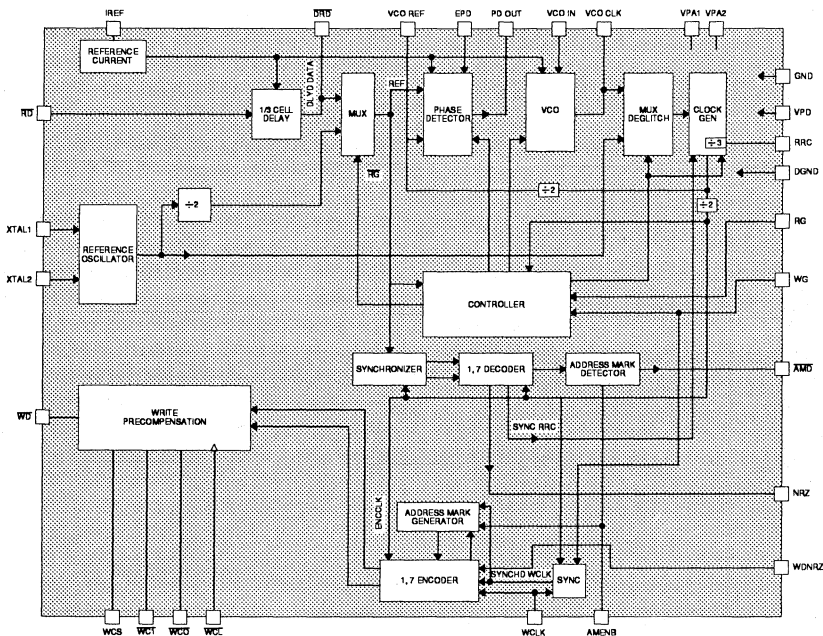 IREF
DRD
VCO REF
EPD
PD OUT
VCO IN
VCO CLK
VPA1
VPA2
REFERENCE
CURRENT
GND
DLYD DATA
1/3 CELL
DELAY
MUX
REF
PHASE
DETECTOR
VCO
MUX
DEGLITCH
CLOCK
GEN
÷3
RD
VPD
RRC
DGND
RG
÷2
÷2
÷2
RG
XTAL1
XTAL2
REFERENCE
OSCILLATOR
CONTROLLER
WG
SYNCHRONIZER
1, 7 DECODER
ADDRESS MARK
DETECTOR
AMD
WRITE
PRECOMPENSATION
WD
SYNC RRC
NRZ
ENCCLK
ADDRESS MARK
GENERATOR
WDNRZ
1, 7 ENCODER
SYNCHD WCLK
SYNC
WCS
WCT
WCO
WCL
WCLK
AMENB